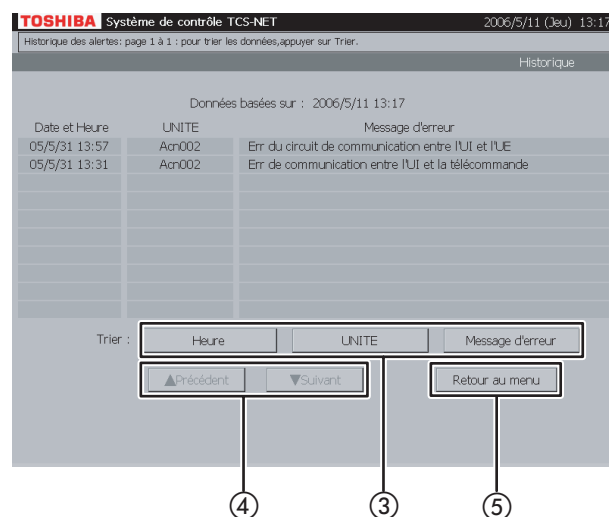 TOSHIBA Système de contrôle TCS-NET 2006/5/11 (Jeu) 13:17
Historique des alertes: page 1 à 1 : pour trier les données,appuyer sur Trier.
Historique
Données basées sur : 2006/5/11 13:17
Date et Heure UNITE Message d'erreur
05/5/31 13:57 Acn002 Err du circuit de communication entre l'UI et l'UE
05/5/31 13:31 Acn002 Err de communication entre l'UI et la télécommande
Trier : Heure UNITE Message d'erreur
▲Précédent ▼Suivant Retour au menu
④ ③ ⑤